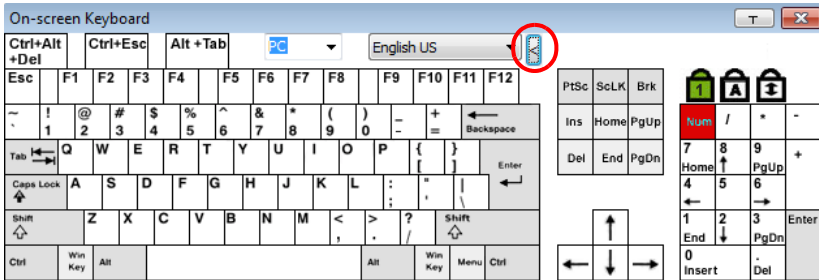 On-screen Keyboard T X
Ctrl+Alt +Del Ctrl+Esc Alt +Tab PC English US <
Esc F1 F2 F3 F4 F5 F6 F7 F8 F9 F10 F11 F12
~ ! @ # $ % ^ & * ( ) _ +
` 1 2 3 4 5 6 7 8 9 0 - = Backspace
Tab Q W E R T Y U I O P { }
[ ] Enter
Caps Lock A S D F G H J K L : " |
; ' \
Shift Z X C V B N M < > ? Shift
, . /
Ctrl Win Key Alt Alt Win Key Menu Ctrl
PtSc ScLK Brk
Ins Home PgUp
Del End PgDn
1 A
Num / * -
7 8 9 +
Home PgUp
4 5 6
1 2 3 Enter
End PgDn
0 .
Insert Del